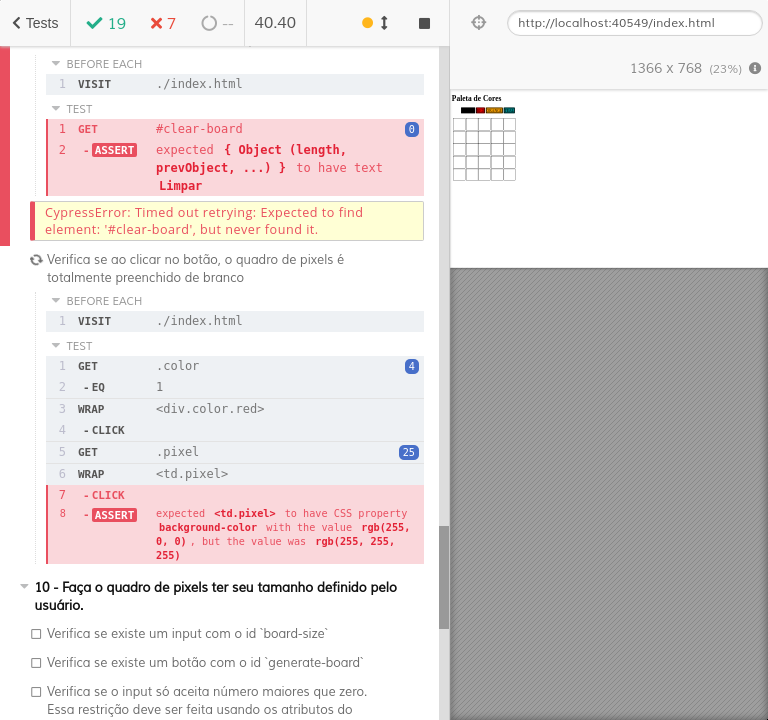 Tests 19 7 -- 40.40
http://localhost:40549/index.html
1366 x 768 (23%)
BEFORE EACH
1 VISIT ./index.html
TEST
1 GET #clear-board 0
2 - ASSERT expected { Object (length,
prevObject, ...) } to have text
Limpar
CypressError: Timed out retrying: Expected to find
element: '#clear-board', but never found it.
Verifica se ao clicar no botão, o quadro de pixels é
totalmente preenchido de branco
BEFORE EACH
1 VISIT ./index.html
TEST
1 GET .color 4
2 - EQ 1
3 WRAP <div.color.red>
4 - CLICK
5 GET .pixel 25
6 WRAP <td.pixel>
7 - CLICK
8 - ASSERT expected <td.pixel> to have CSS property
background-color with the value rgb(255,
0, 0) , but the value was rgb(255, 255,
255)
10 - Faça o quadro de pixels ter seu tamanho definido pelo
usuário.
Verifica se existe um input com o id `board-size`
Verifica se existe um botão com o id `generate-board`
Verifica se o input só aceita número maiores que zero.
Essa restrição deve ser feita usando os atributos do
Paleta de Cores